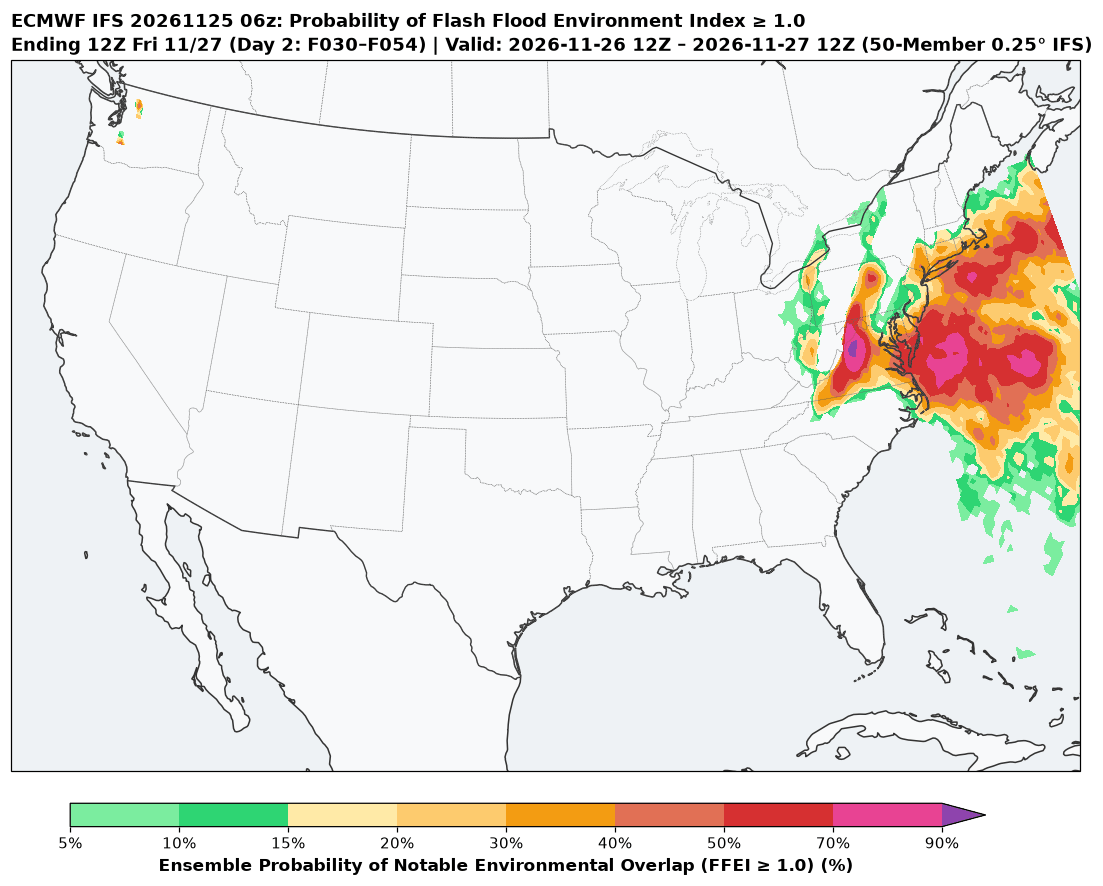 ECMWF IFS 20261125 06z: Probability of Flash Flood Environment Index ≥ 1.0
Ending 12Z Fri 11/27 (Day 2: F030–F054) | Valid: 2026-11-26 12Z – 2026-11-27 12Z (50-Member 0.25° IFS)
5% 10% 15% 20% 30% 40% 50% 70% 90%
Ensemble Probability of Notable Environmental Overlap (FFEI ≥ 1.0) (%)